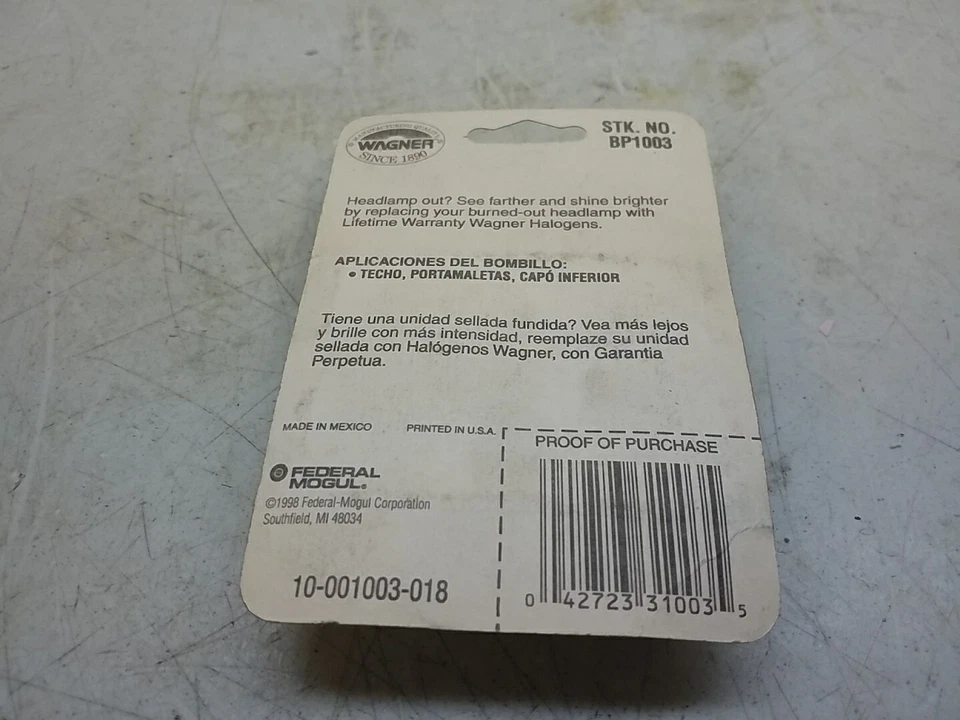 MANUFACTURING QUALITY
WAGNER
SINCE 1890
STK. NO.
BP1003
Headlamp out? See farther and shine brighter
by replacing your burned-out headlamp with
Lifetime Warranty Wagner Halogens.
APLICACIONES DEL BOMBILLO:
• TECHO, PORTAMALETAS, CAPÓ INFERIOR
Tiene una unidad sellada fundida? Vea más lejos
y brille con más intensidad, reemplaze su unidad
sellada con Halógenos Wagner, con Garantia
Perpetua.
MADE IN MEXICO
PRINTED IN U.S.A.
PROOF OF PURCHASE
FEDERAL
MOGUL®
©1998 Federal-Mogul Corporation
Southfield, MI 48034
10-001003-018
0 42723 31003 5